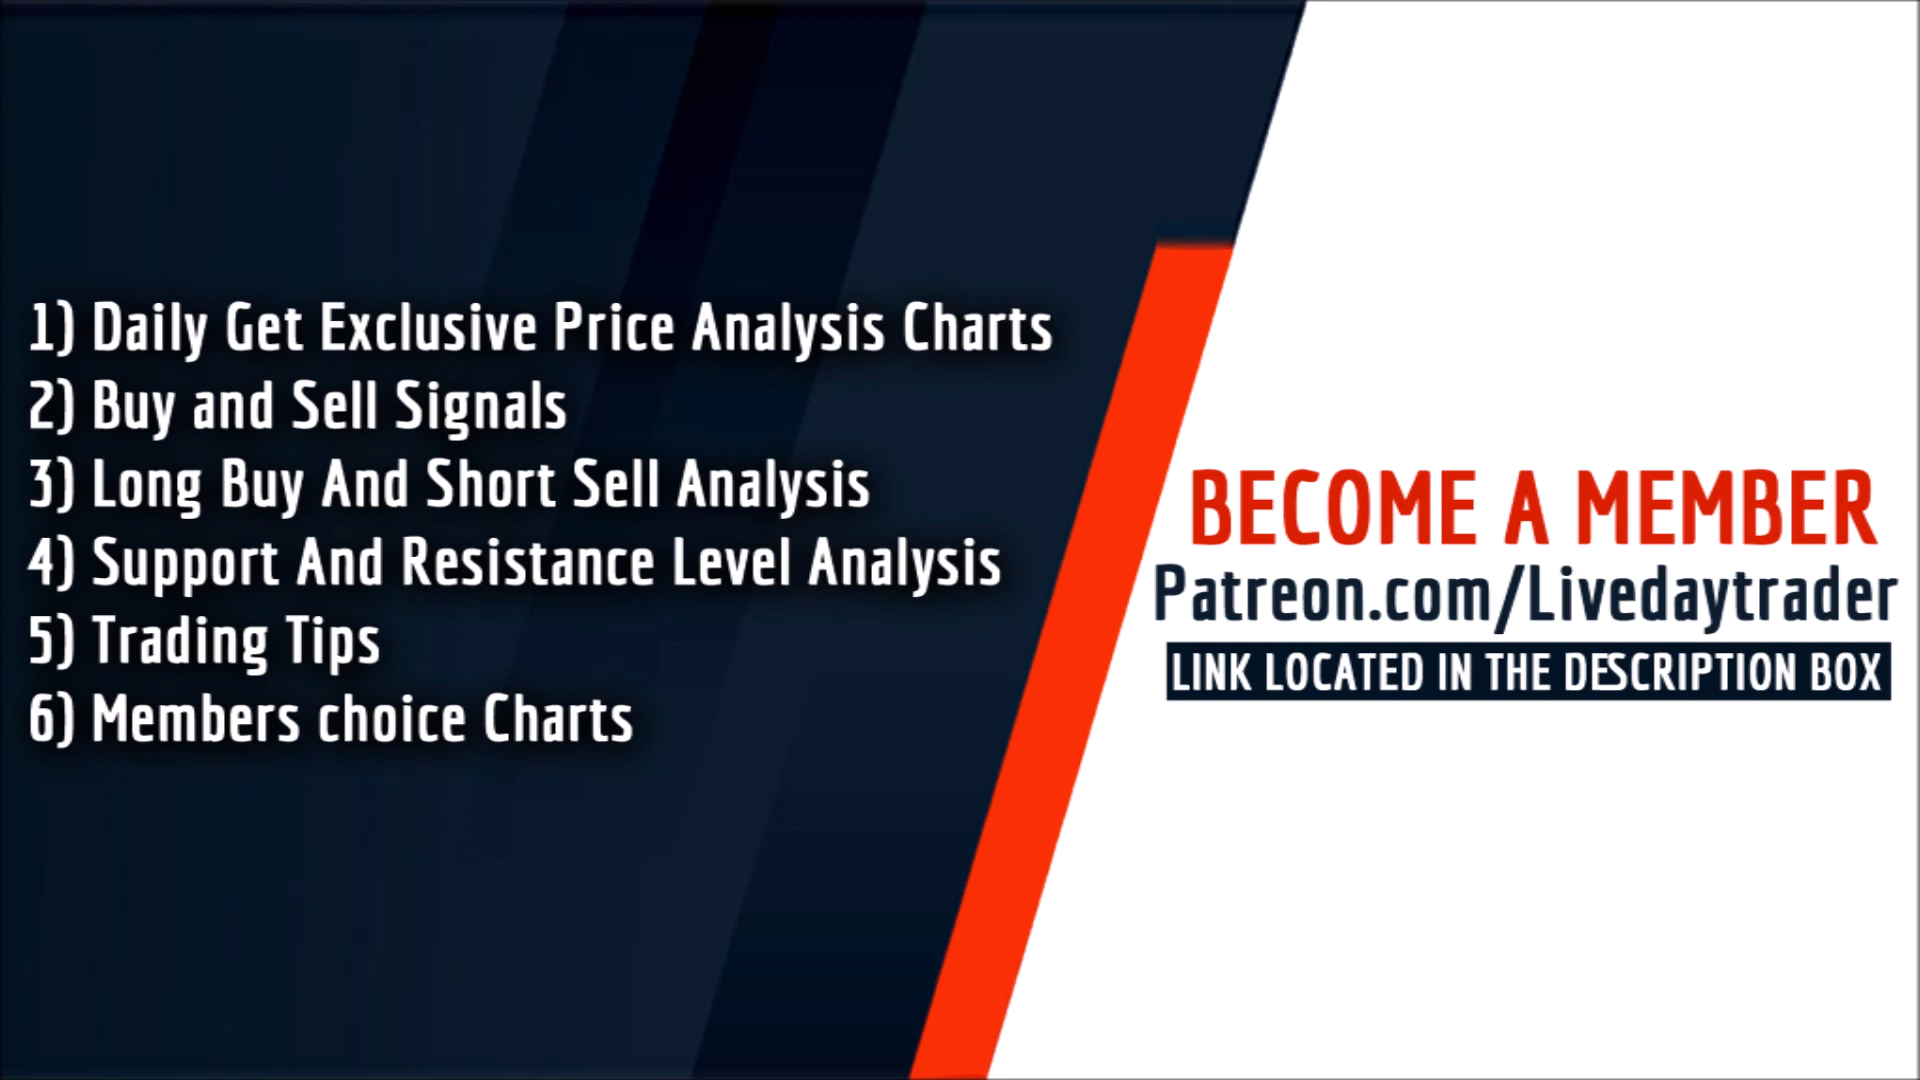 1) Daily Get Exclusive Price Analysis Charts
2) Buy and Sell Signals
3) Long Buy And Short Sell Analysis
4) Support And Resistance Level Analysis
5) Trading Tips
6) Members choice Charts
BECOME A MEMBER
Patreon.com/Livedaytrader
LINK LOCATED IN THE DESCRIPTION BOX